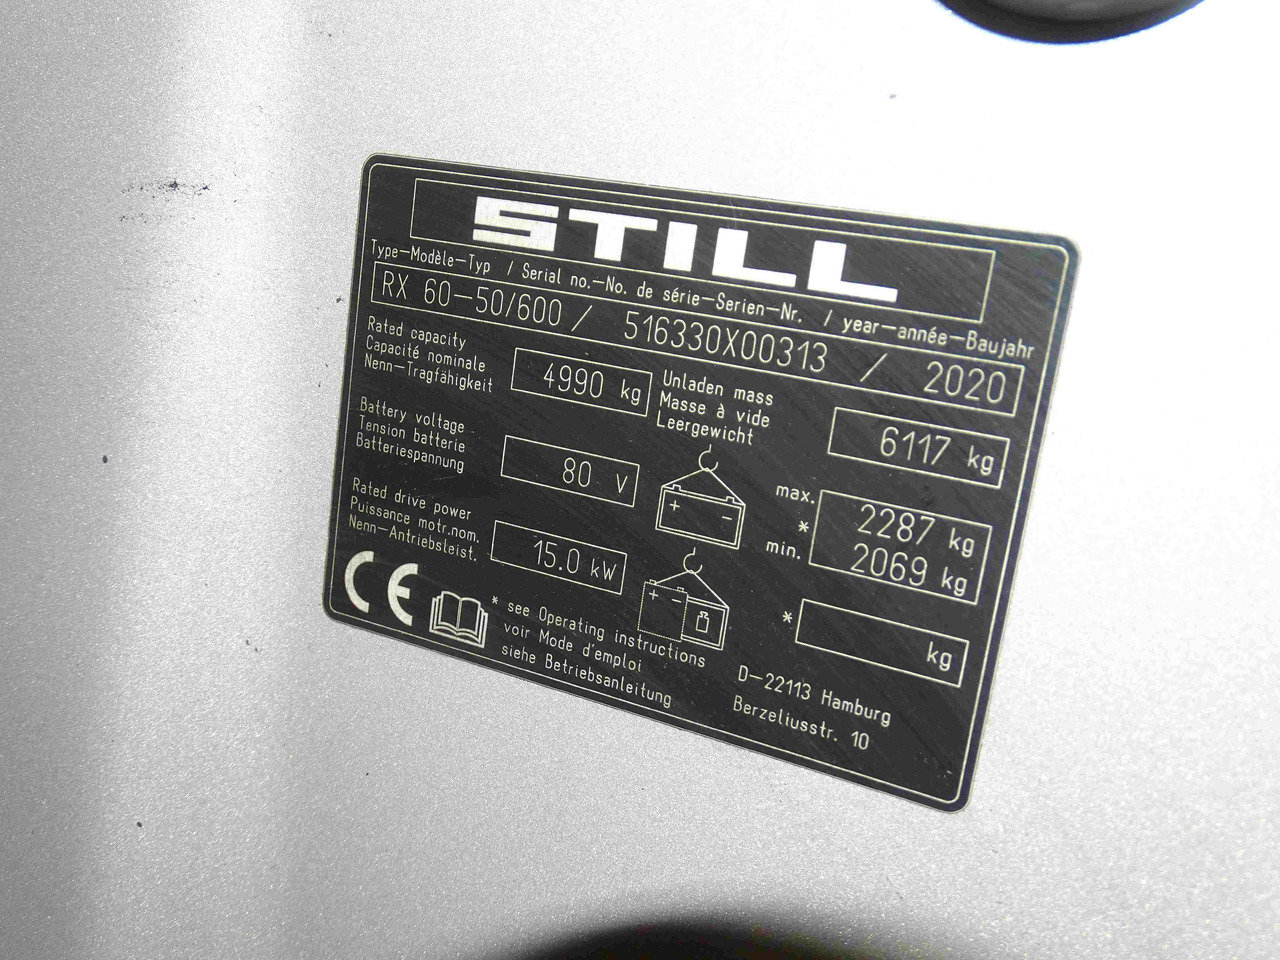 STILL
Type-Modèle-Typ / Serial no.-No. de série-Serien-Nr. / year-année-Baujahr
RX 60-50/600 / 516330X00313 / 2020
Rated capacity
Capacité nominale
Nenn-Tragfähigkeit
4990 kg
Unladen mass
Masse à vide
Leergewicht
6117 kg
Battery voltage
Tension batterie
Batteriespannung
80 V
+ -
max. 2287 kg
*
min. 2069 kg
Rated drive power
Puissance motr.nom.
Nenn-Antriebsleist.
15.0 kW
+ -
* kg
CE
* see Operating instructions
voir Mode d'emploi
siehe Betriebsanleitung
D-22113 Hamburg
Berzeliusstr. 10